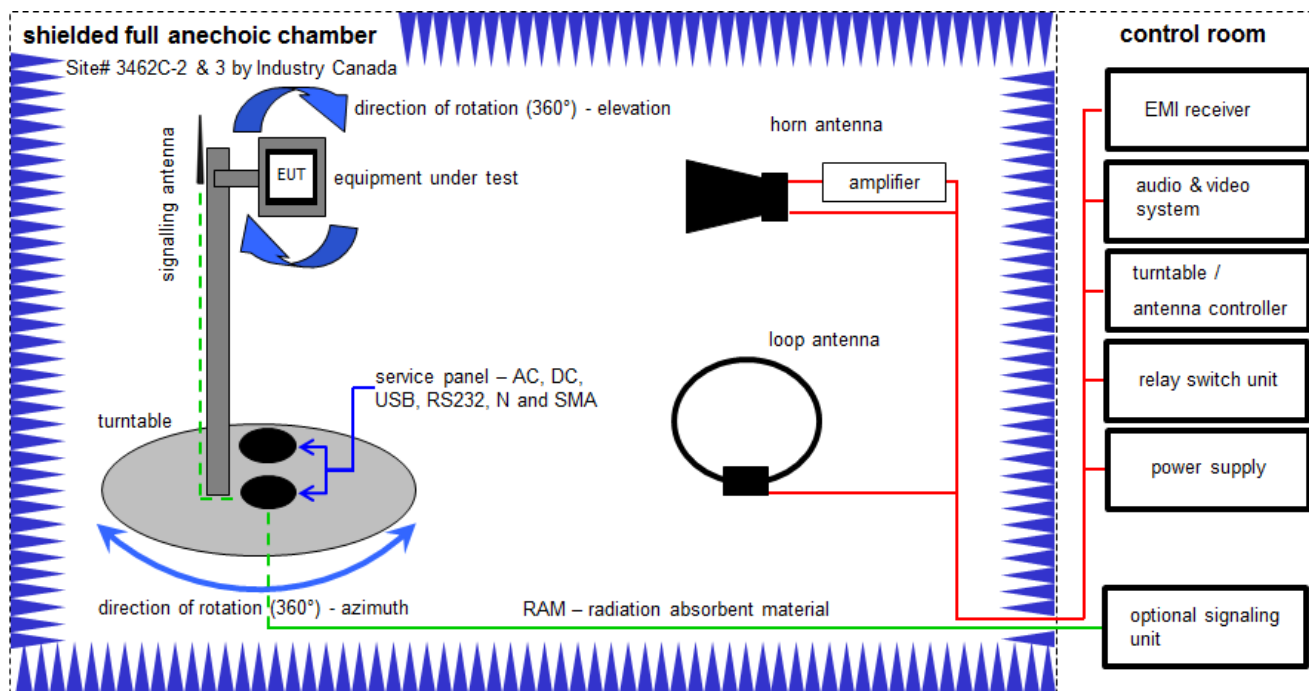 shielded full anechoic chamber
Site# 3462C-2 & 3 by Industry Canada
direction of rotation (360°) - elevation
signalling antenna
EUT
equipment under test
horn antenna
amplifier
loop antenna
service panel – AC, DC,
USB, RS232, N and SMA
turntable
direction of rotation (360°) - azimuth
RAM – radiation absorbent material
control room
EMI receiver
audio & video
system
turntable /
antenna controller
relay switch unit
power supply
optional signaling
unit